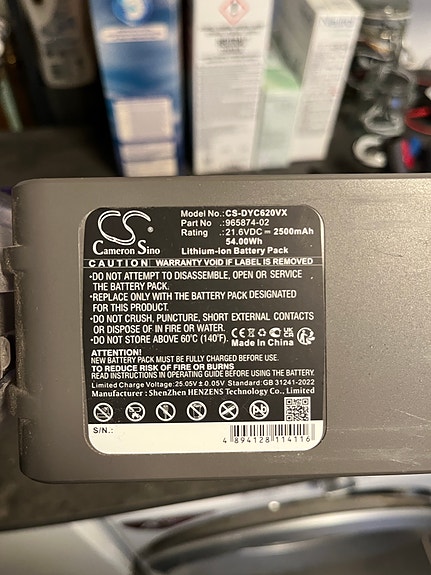 CS
Cameron Sino
Model No.:CS-DYC620VX
Part No :965874-02
Rating :21.6VDC⎓ 2500mAh
54.00Wh
Lithium-ion Battery Pack
CAUTION WARRANTY VOID IF LABEL IS REMOVED
•DO NOT ATTEMPT TO DISASSEMBLE, OPEN OR SERVICE
THE BATTERY PACK.
•REPLACE ONLY WITH THE BATTERY PACK DESIGNATED
FOR THIS PRODUCT.
•DO NOT CRUSH, PUNCTURE, SHORT EXTERNAL CONTACTS
OR DISPOSE OF IN FIRE OR WATER.
•DO NOT STORE ABOVE 60°C (140°F).
CE
UK CA
Made In China
ATTENTION!
NEW BATTERY PACK MUST BE FULLY CHARGED BEFORE USE.
TO REDUCE RISK OF FIRE OR BURNS
READ INSTRUCTIONS IN OPERATING GUIDE BEFORE USING THE BATTERY.
Limited Charge Voltage:25.05V ±0.05V Standard:GB 31241-2022
Manufacturer : ShenZhen HENZENS Technology Co., Limited
S/N.:
4 894128 114116